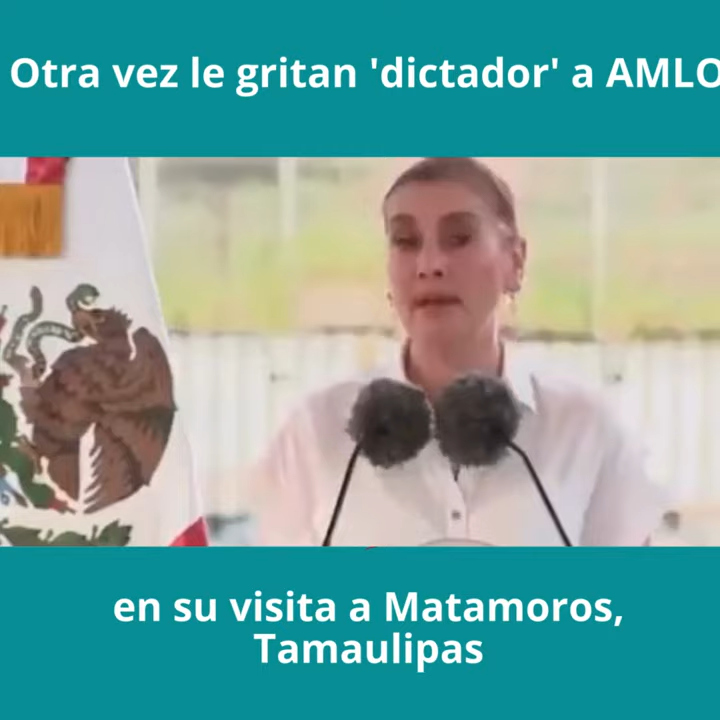 Otra vez le gritan 'dictador' a AMLO
en su visita a Matamoros,
Tamaulipas